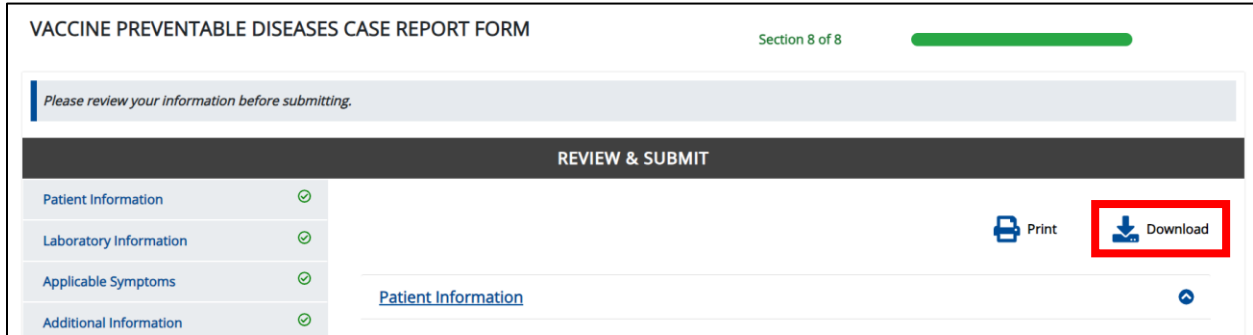 VACCINE PREVENTABLE DISEASES CASE REPORT FORM
Section 8 of 8
Please review your information before submitting.
REVIEW & SUBMIT
Patient Information
Laboratory Information
Applicable Symptoms
Additional Information
Print
Download
Patient Information